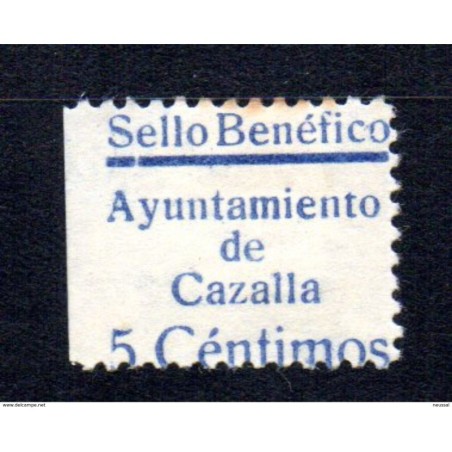 Sello Benéfico
Ayuntamiento
de
Cazalla
5 Céntimos